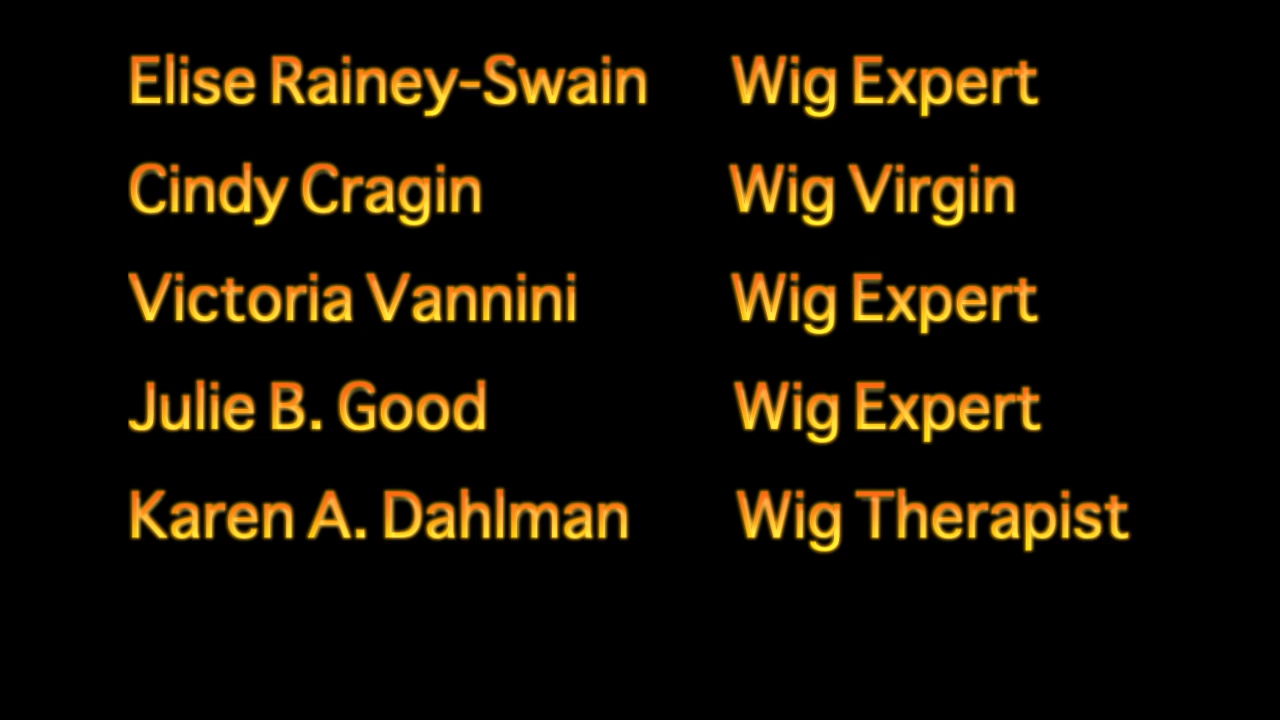 Elise Rainey-Swain Wig Expert
Cindy Cragin Wig Virgin
Victoria Vannini Wig Expert
Julie B. Good Wig Expert
Karen A. Dahlman Wig Therapist